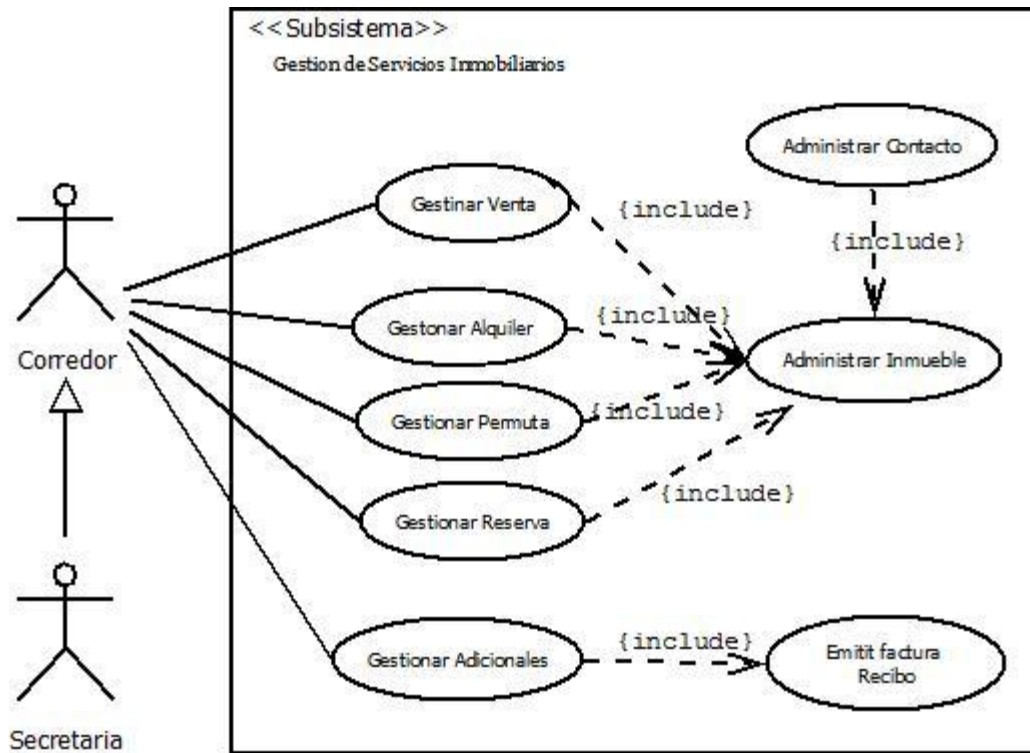 <<Subsistema>>
Gestion de Servicios Inmobiliarios
Administrar Contacto
Gestinar Venta
{include}
{include}
Corredor
Gestonar Alquiler
{include}
Administrar Inmueble
Gestionar Permuta
{include}
Gestionar Reserva
{include}
Gestionar Adicionales
{include}
Emitit factura
Recibo
Secretaria